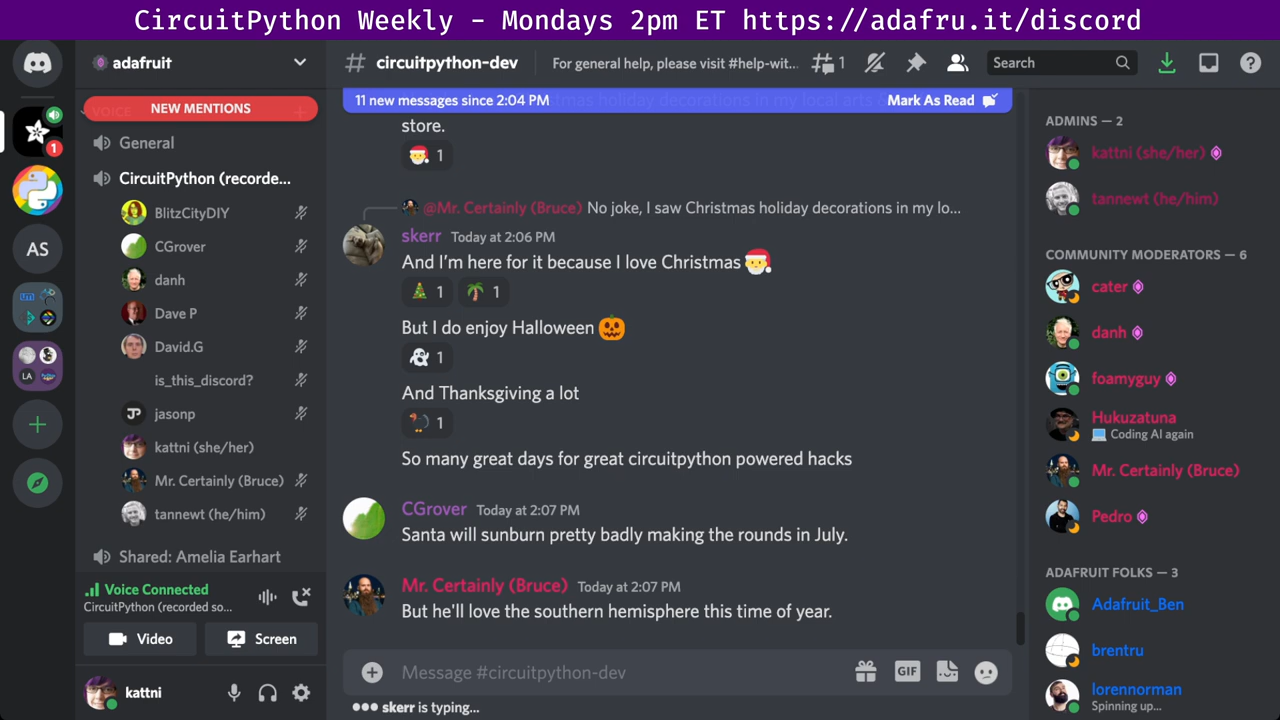 CircuitPython Weekly - Mondays 2pm ET https://adafru.it/discord
adafruit
# circuitpython-dev
For general help, please visit #help-wit...
1
Search
NEW MENTIONS
VOICE
General
CircuitPython (recorde...
BlitzCityDIY
CGrover
danh
Dave P
David.G
is_this_discord?
jasonp
kattni (she/her)
Mr. Certainly (Bruce)
tannewt (he/him)
Shared: Amelia Earhart
Voice Connected
CircuitPython (recorded so...
Video
Screen
kattni
1
AS
LA
11 new messages since 2:04 PM
Mark As Read
store.
1
@Mr. Certainly (Bruce) No joke, I saw Christmas holiday decorations in my lo...
skerr Today at 2:06 PM
And I'm here for it because I love Christmas
1 1
But I do enjoy Halloween
1
And Thanksgiving a lot
1
So many great days for great circuitpython powered hacks
CGrover Today at 2:07 PM
Santa will sunburn pretty badly making the rounds in July.
Mr. Certainly (Bruce) Today at 2:07 PM
But he'll love the southern hemisphere this time of year.
Message #circuitpython-dev
GIF
skerr is typing...
ADMINS — 2
kattni (she/her)
tannewt (he/him)
COMMUNITY MODERATORS — 6
cater
danh
foamyguy
Hukuzatuna
Coding AI again
Mr. Certainly (Bruce)
Pedro
ADAFRUIT FOLKS — 3
Adafruit_Ben
brentru
lorennorman
Spinning up...